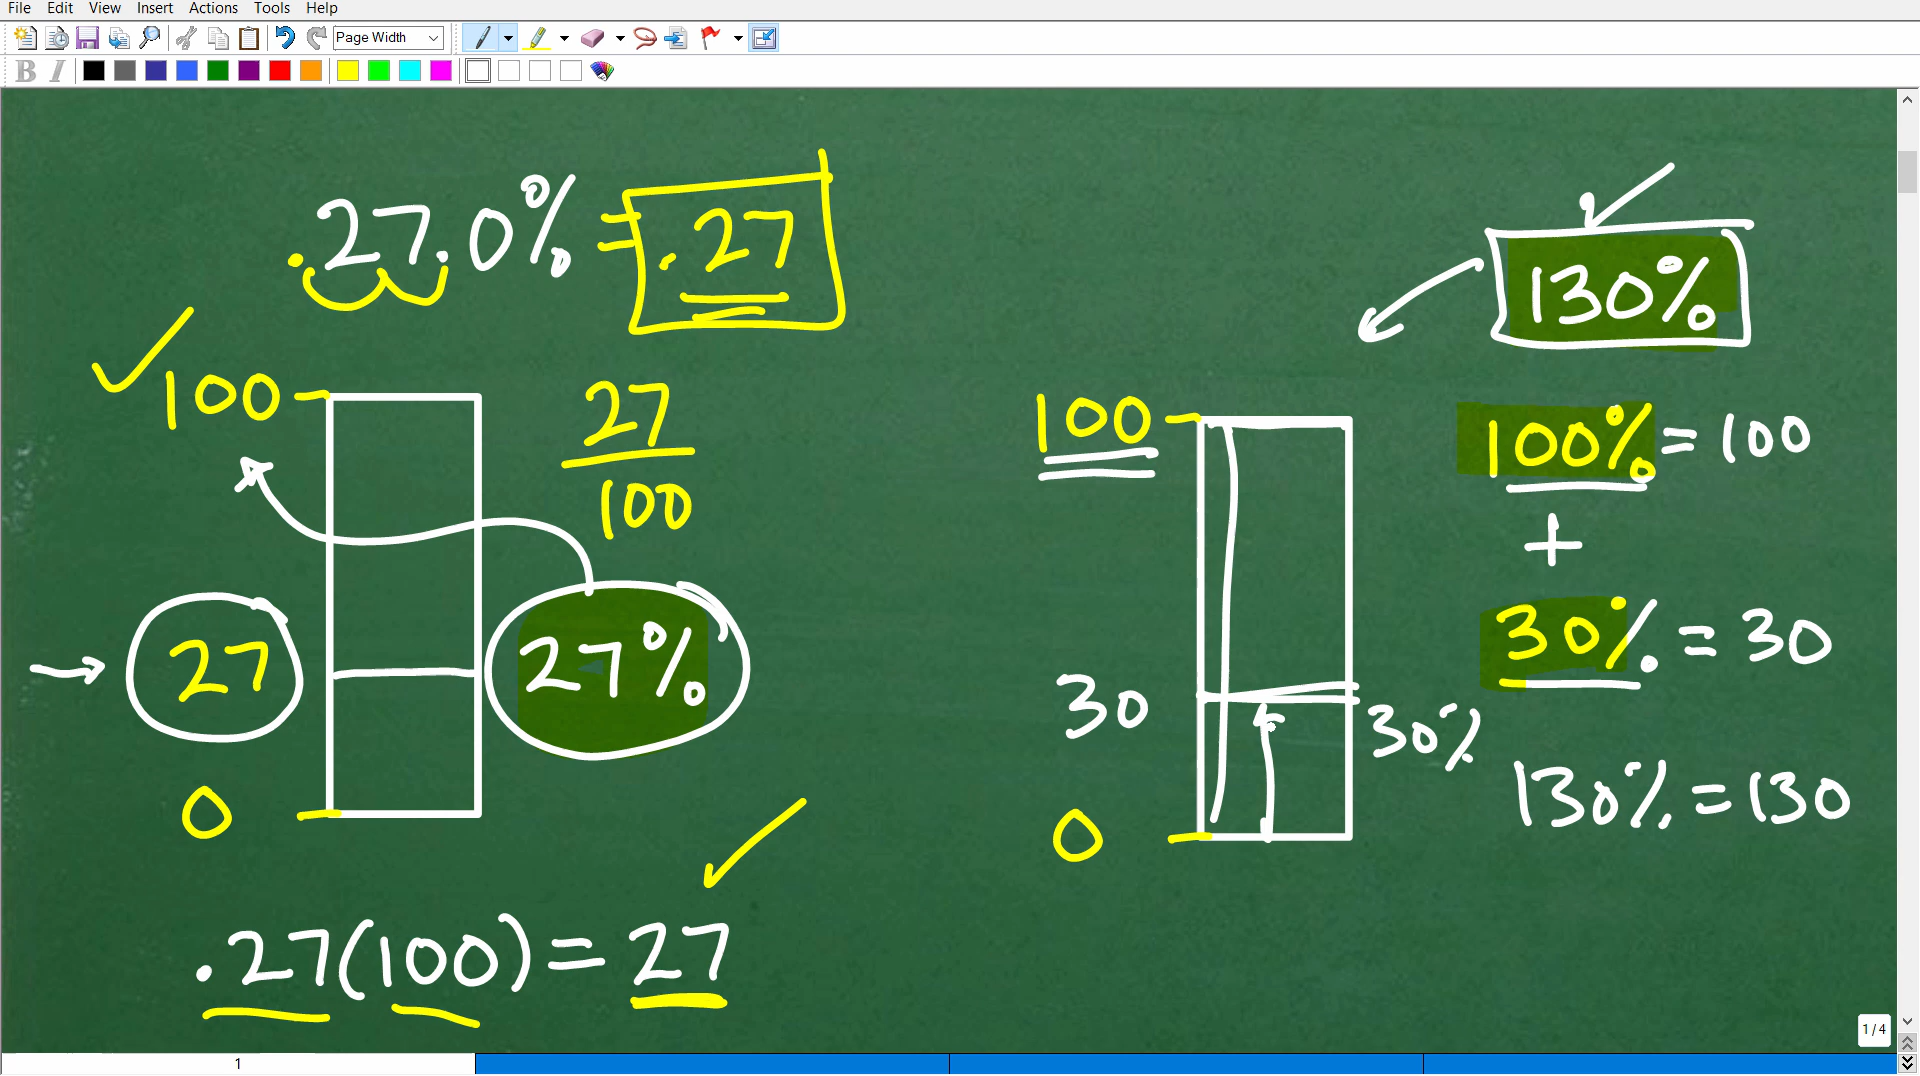 File Edit View Insert Actions Tools Help
Page Width
B I
.27.0% = .27
100
27
100
27
27%
0
.27(100) = 27
130%
100
100% = 100
+
30% = 30
30
30%
130% = 130
0
1 / 4
1